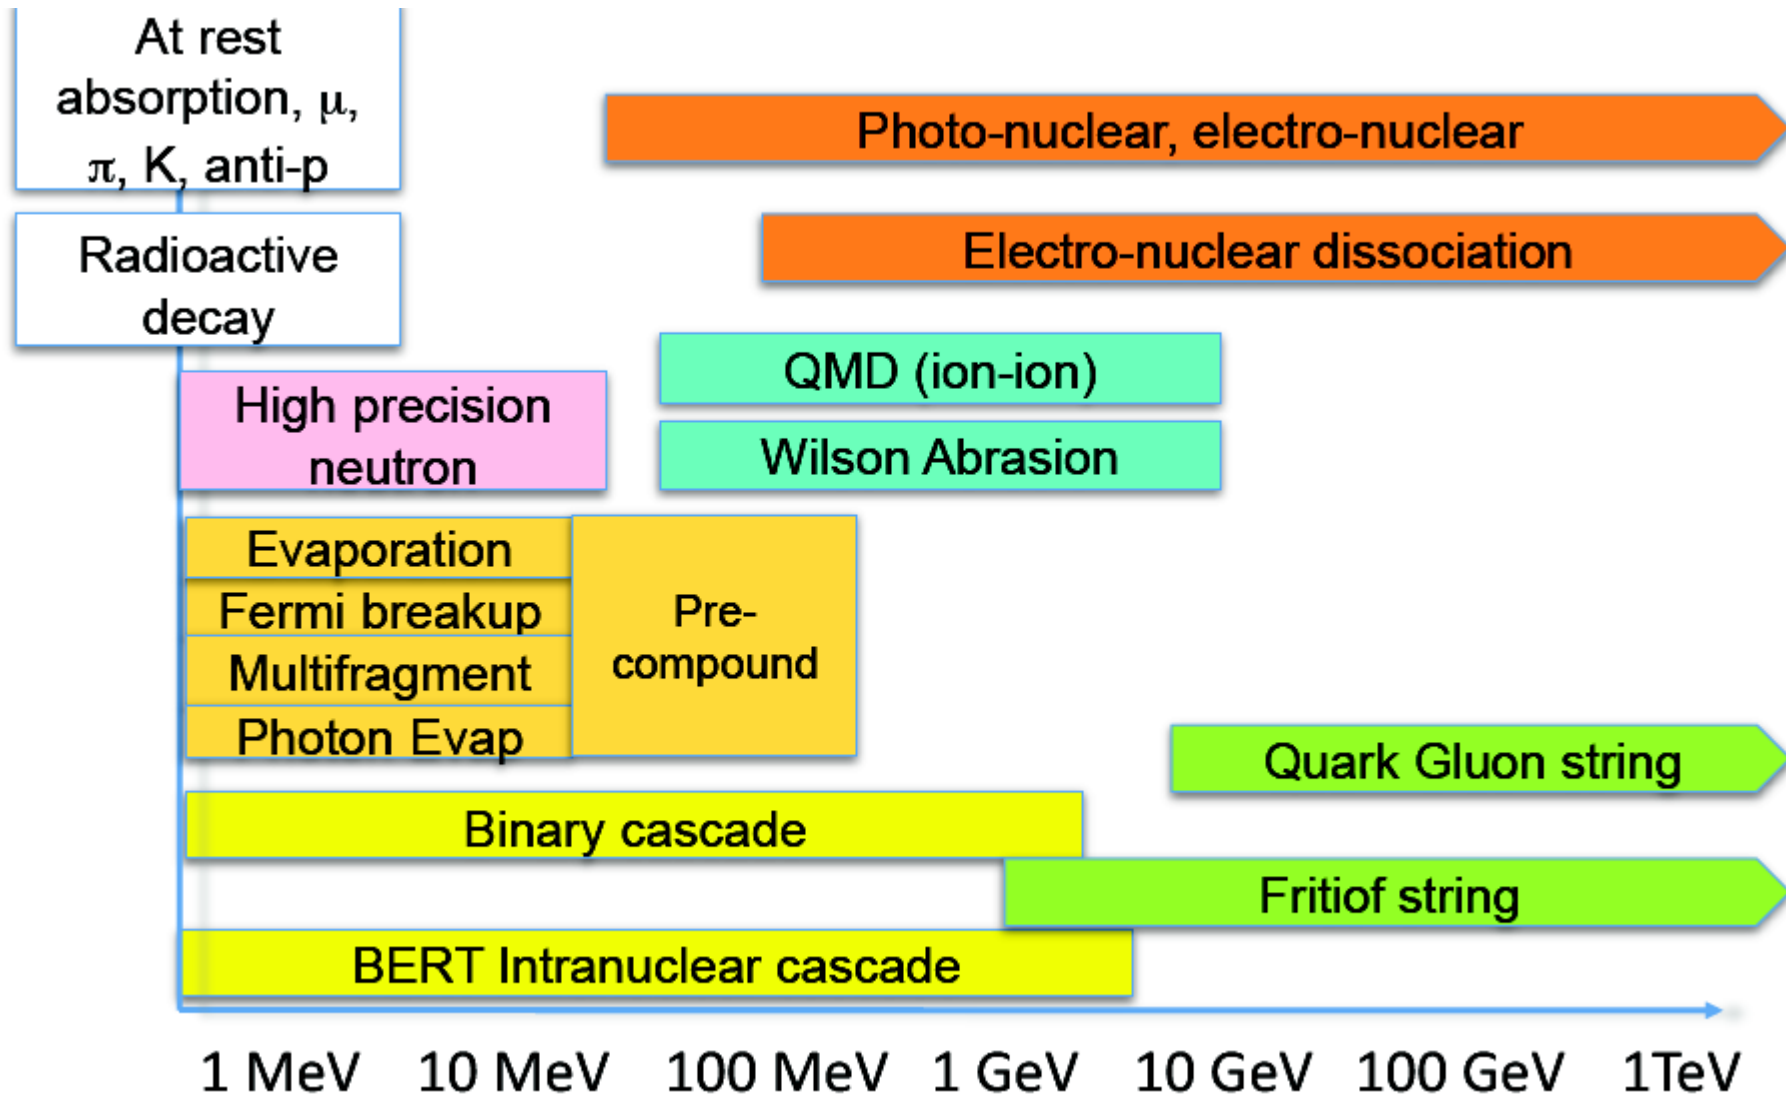 At rest
absorption, μ,
π, K, anti-p
Photo-nuclear, electro-nuclear
Radioactive
decay
Electro-nuclear dissociation
QMD (ion-ion)
High precision
neutron
Wilson Abrasion
Evaporation
Fermi breakup
Multifragment
Photon Evap
Pre-
compound
Quark Gluon string
Binary cascade
Fritiof string
BERT Intranuclear cascade
1 MeV 10 MeV 100 MeV 1 GeV 10 GeV 100 GeV 1TeV